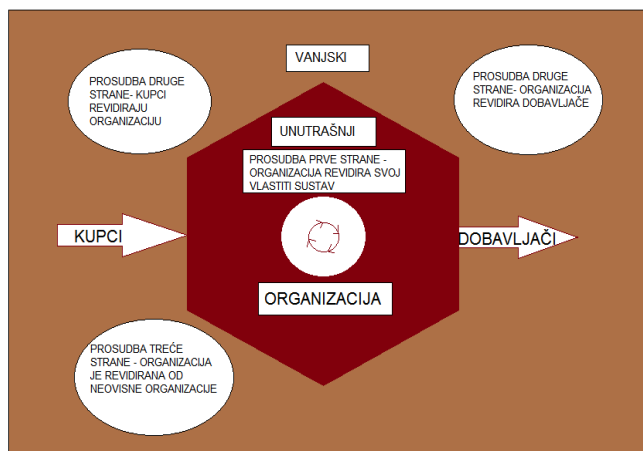 VANJSKI
PROSUDBA DRUGE
STRANE- KUPCI
REVIDIRAJU
ORGANIZACIJU
PROSUDBA DRUGE
STRANE- ORGANIZACIJA
REVIDIRA DOBAVLJAČE
UNUTRAŠNJI
PROSUDBA PRVE STRANE -
ORGANIZACIJA REVIDIRA SVOJ
VLASTITI SUSTAV
KUPCI
DOBAVLJAČI
ORGANIZACIJA
PROSUDBA TREĆE
STRANE - ORGANIZACIJA
JE REVIDIRANA OD
NEOVISNE ORGANIZACIJE